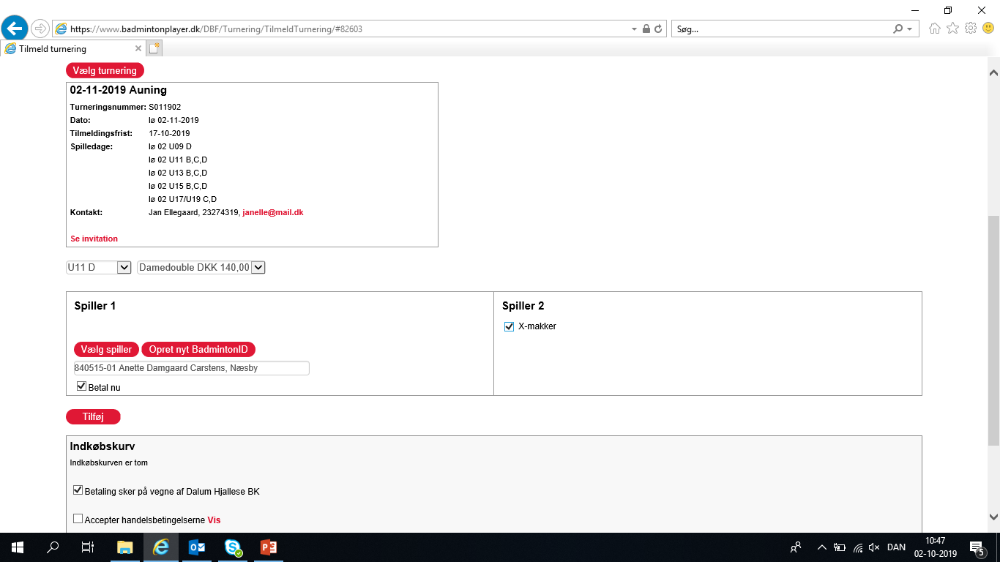 https://www.badmintonplayer.dk/DBF/Turnering/TilmeldTurnering/#82603
Søg...
Tilmeld turnering
Vælg turnering
02-11-2019 Auning
Turneringsnummer: S011902
Dato: lø 02-11-2019
Tilmeldingsfrist: 17-10-2019
Spilledage: lø 02 U09 D
lø 02 U11 B,C,D
lø 02 U13 B,C,D
lø 02 U15 B,C,D
lø 02 U17/U19 C,D
Kontakt: Jan Ellegaard, 23274319, janelle@mail.dk
Se invitation
U11 D Damedouble DKK 140,00
Spiller 1
Vælg spiller Opret nyt BadmintonID
840515-01 Anette Damgaard Carstens, Næsby
Betal nu
Spiller 2
X-makker
Tilføj
Indkøbskurv
Indkøbskurven er tom
Betaling sker på vegne af Dalum Hjallese BK
Accepter handelsbetingelserne Vis
DAN
10:47
02-10-2019
5